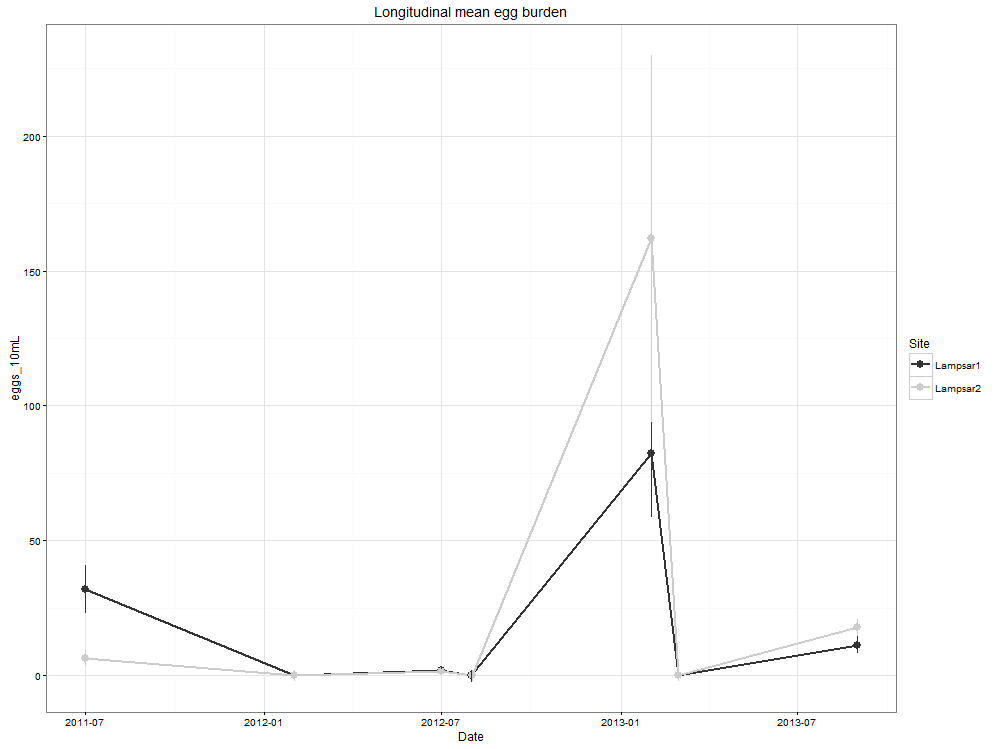 Longitudinal mean egg burden
eggs_10mL
200
150
100
50
0
2011-07 2012-01 2012-07 2013-01 2013-07
Date
Site
Lampsar1
Lampsar2